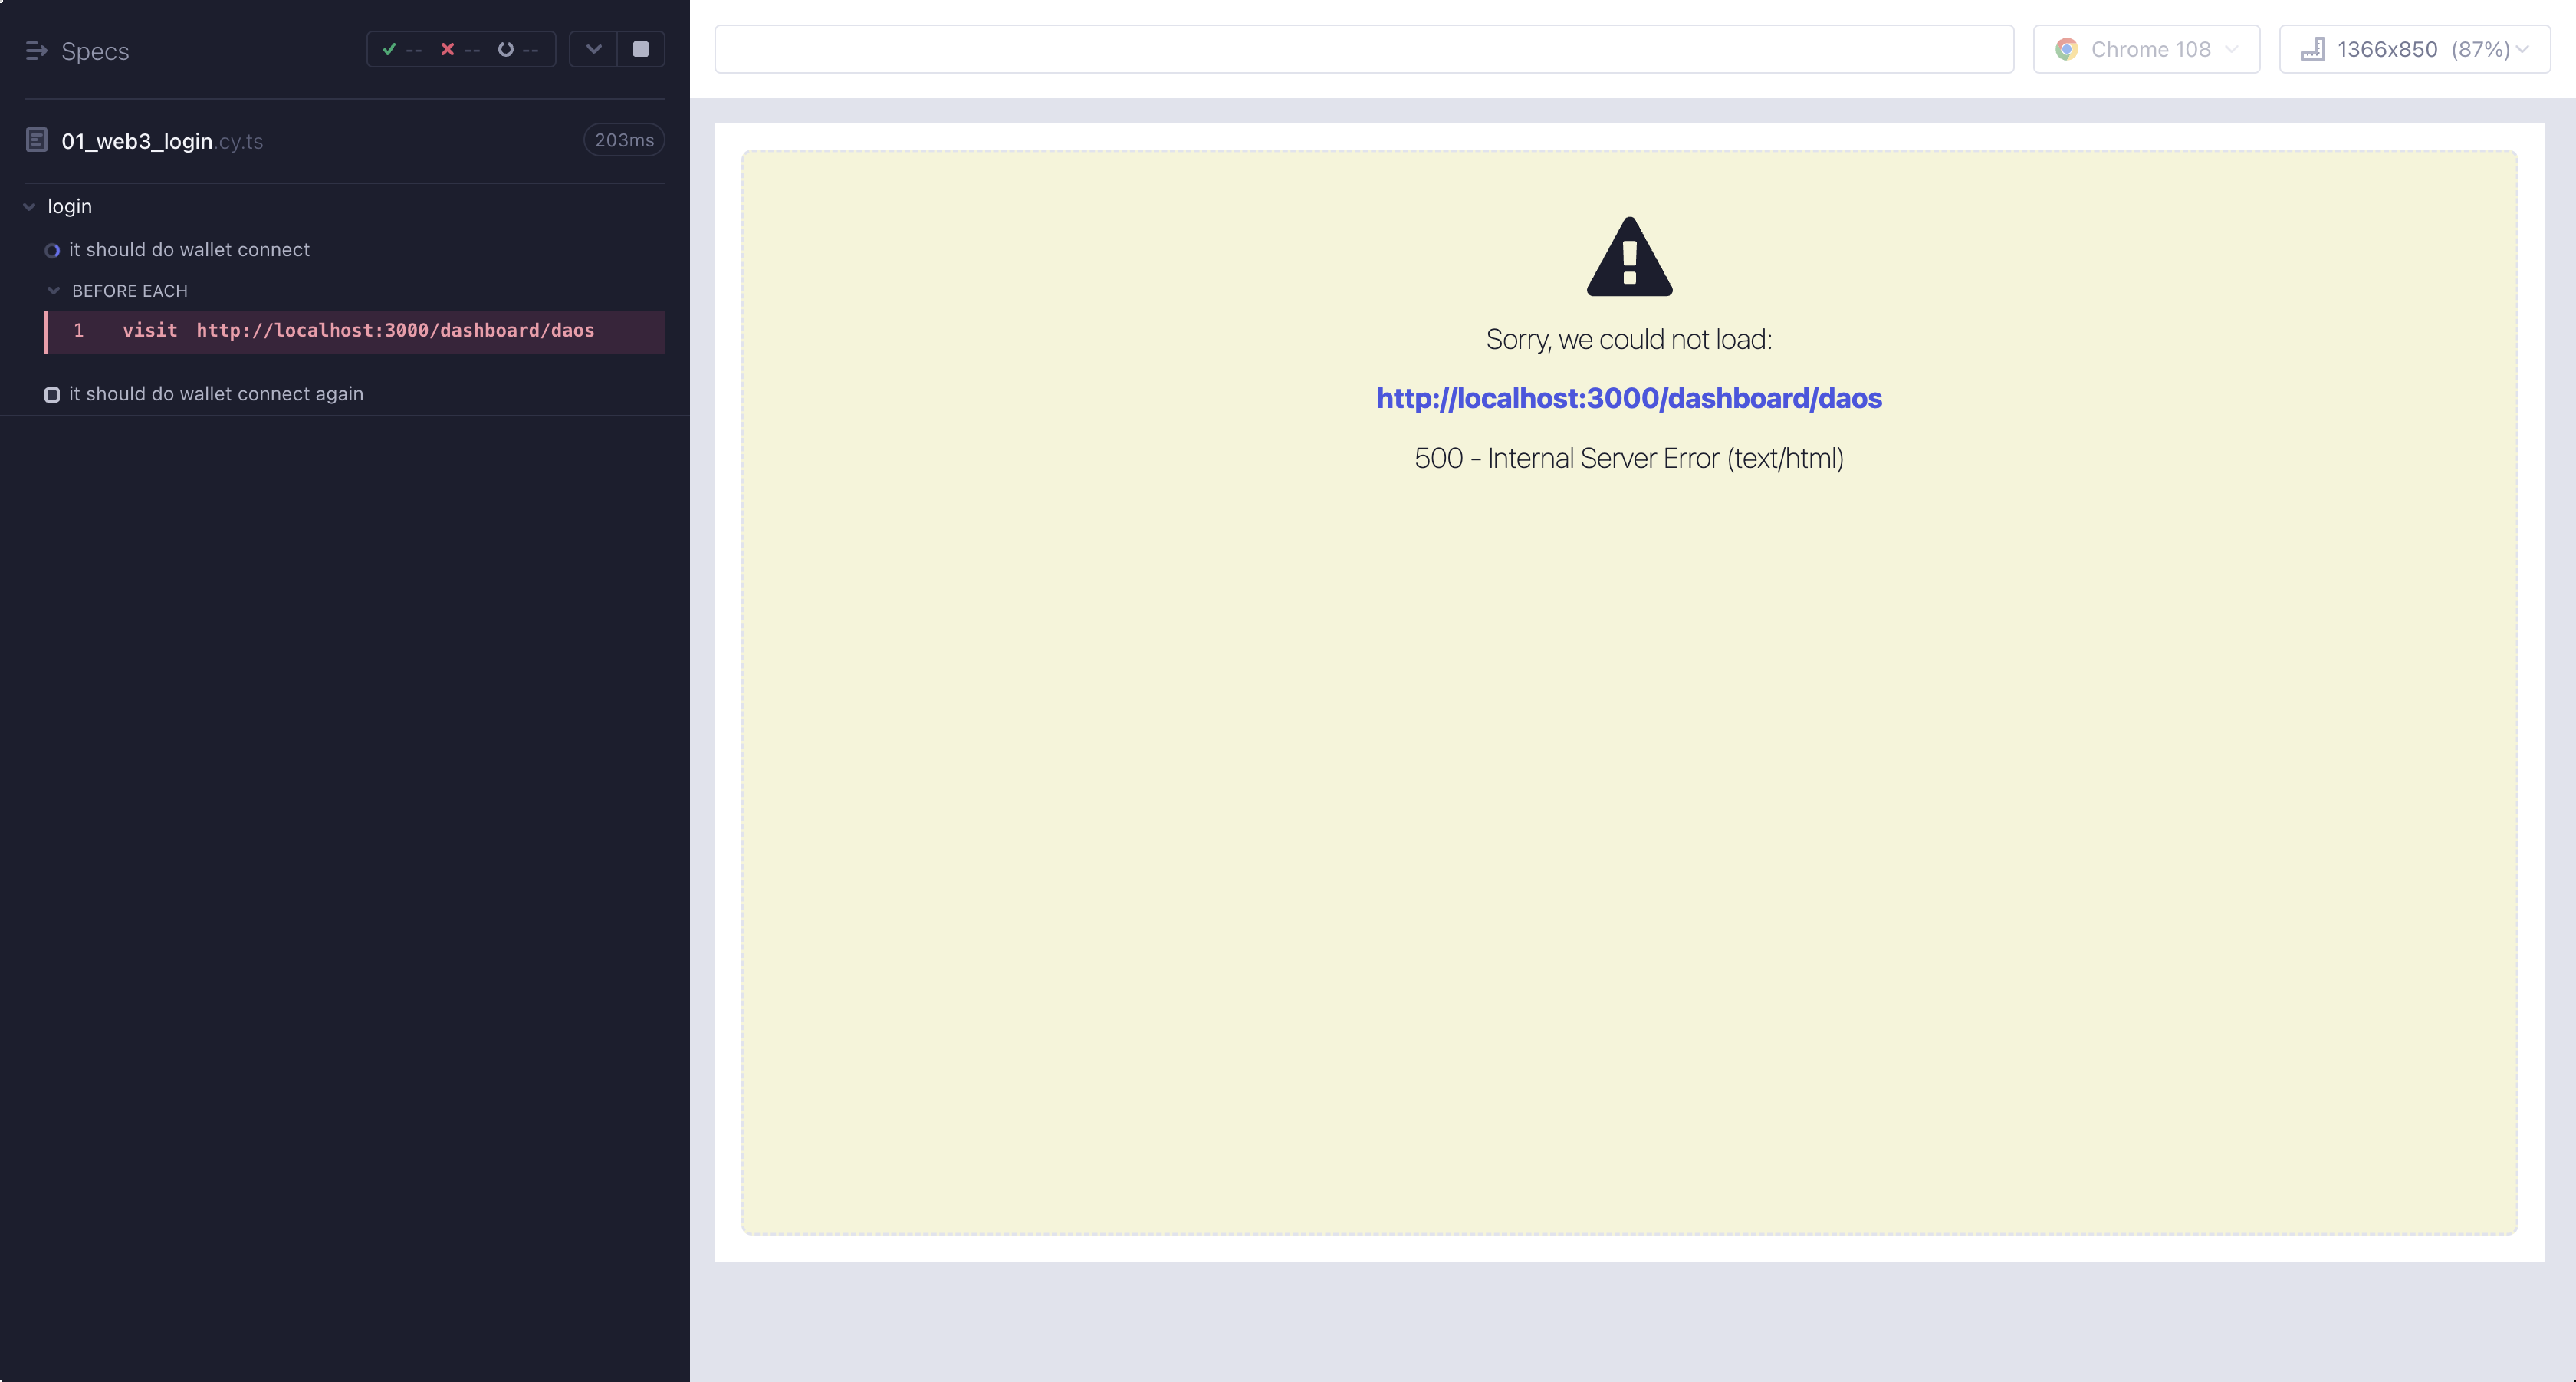 Specs
-- -- --
01_web3_login.cy.ts 203ms
login
it should do wallet connect
BEFORE EACH
1 visit http://localhost:3000/dashboard/daos
it should do wallet connect again
Chrome 108
1366x850 (87%)
Sorry, we could not load:
http://localhost:3000/dashboard/daos
500 - Internal Server Error (text/html)